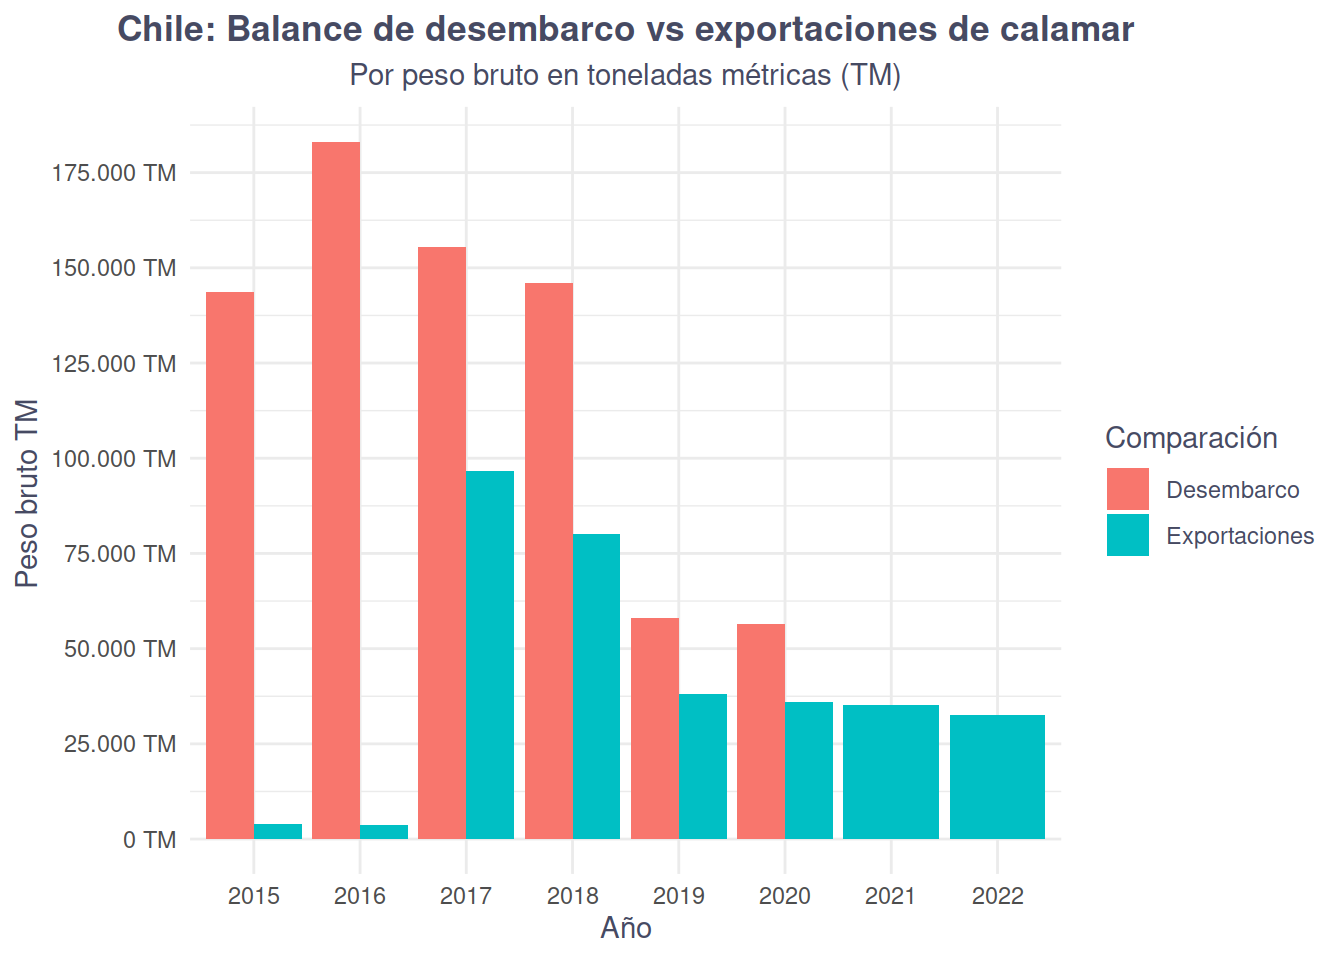 Chile: Balance de desembarco vs exportaciones de calamar
Por peso bruto en toneladas métricas (TM)
Peso bruto TM
175.000 TM
150.000 TM
125.000 TM
100.000 TM
75.000 TM
50.000 TM
25.000 TM
0 TM
2015 2016 2017 2018 2019 2020 2021 2022
Año
Comparación
Desembarco
Exportaciones